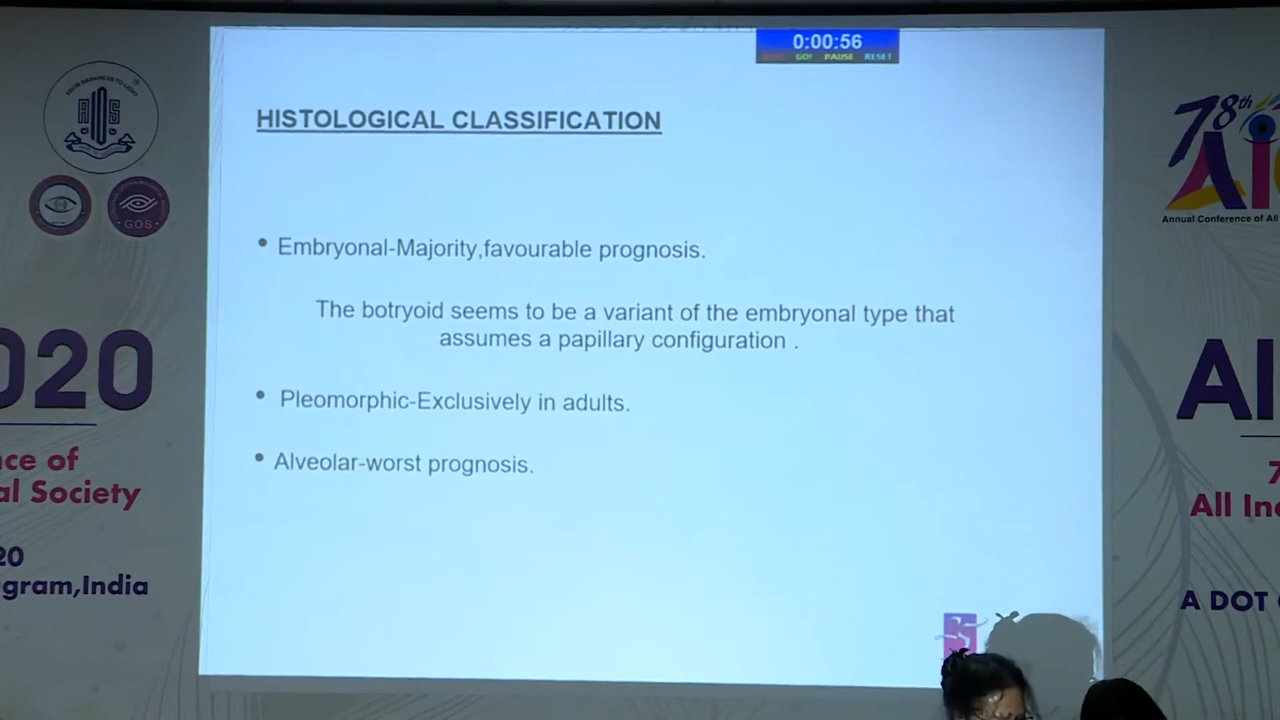 0:00:56
GO! PAUSE RESET
HISTOLOGICAL CLASSIFICATION
• Embryonal-Majority,favourable prognosis.
The botryoid seems to be a variant of the embryonal type that
assumes a papillary configuration .
• Pleomorphic-Exclusively in adults.
• Alveolar-worst prognosis.
AIOS
GOS
020
ce of
al Society
20
gram,India
78th
AIO
Annual Conference of All
AI
7
All In
A DOT